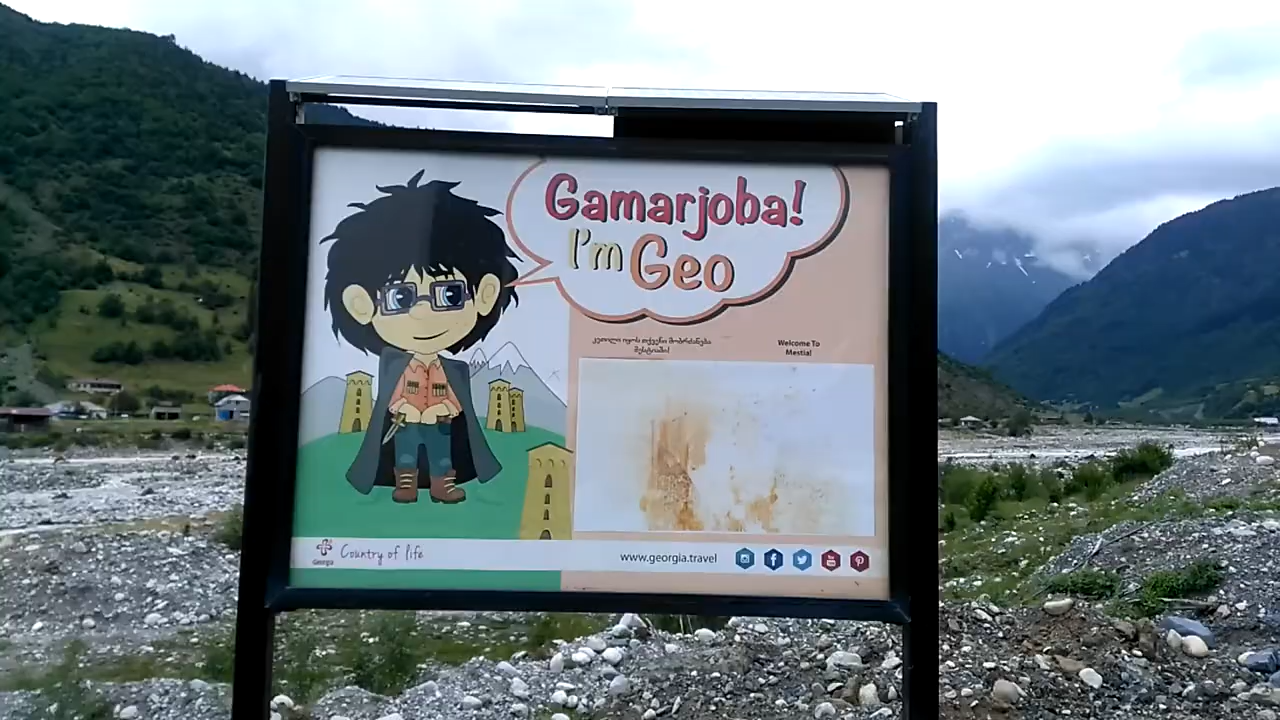 Gamarjoba!
I'm Geo
კეთილი იყოს თქვენი მობრძანება
მესტიაში!
Welcome To
Mestia!
Georgia
Country of life
www.georgia.travel